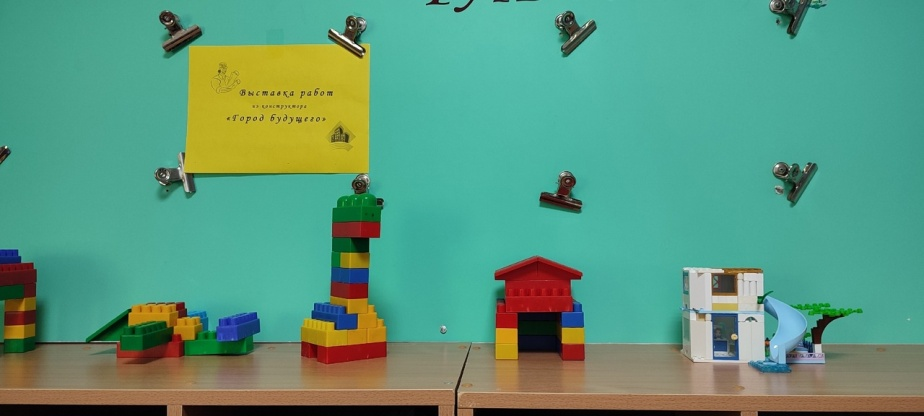 Выставка работ
из конструктора
«Город будущего»